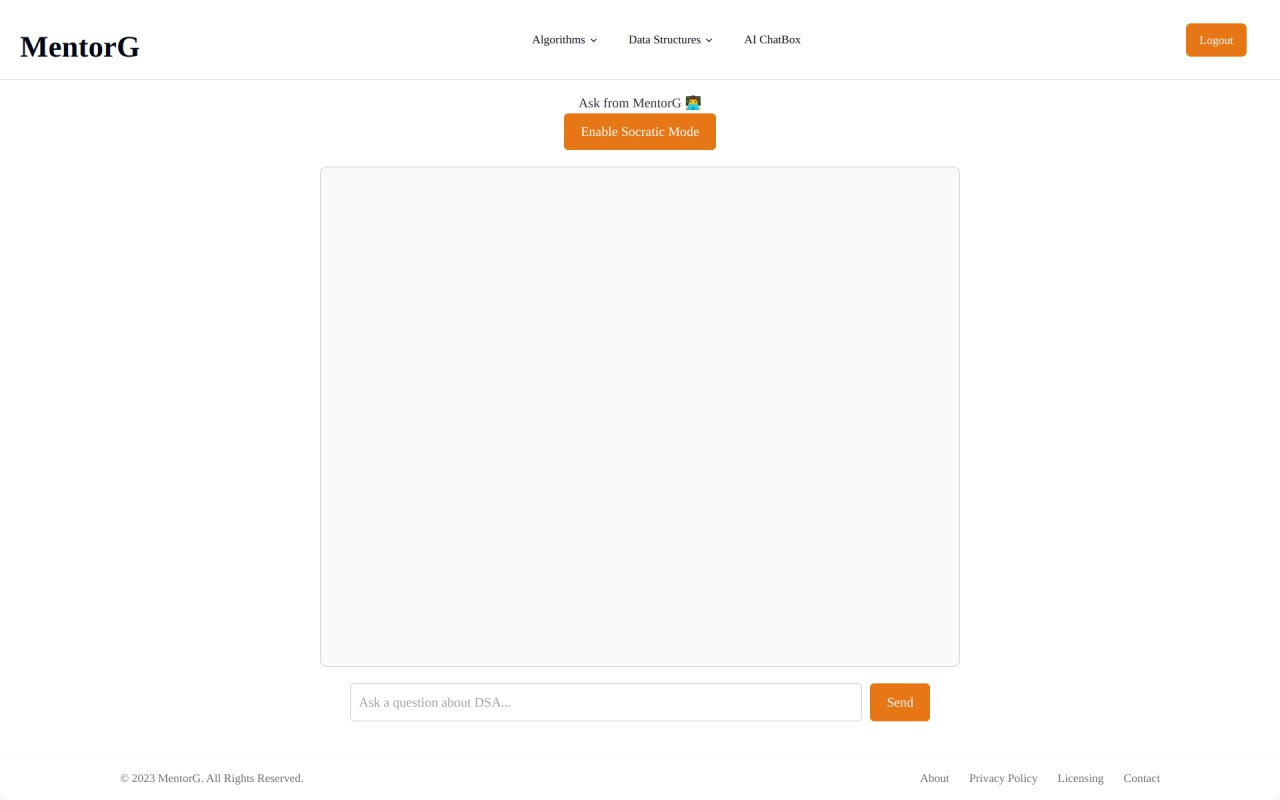 MentorG
Algorithms
Data Structures
AI ChatBox
Logout
Ask from MentorG 👨‍💻
Enable Socratic Mode
Ask a question about DSA...
Send
© 2023 MentorG. All Rights Reserved.
About
Privacy Policy
Licensing
Contact